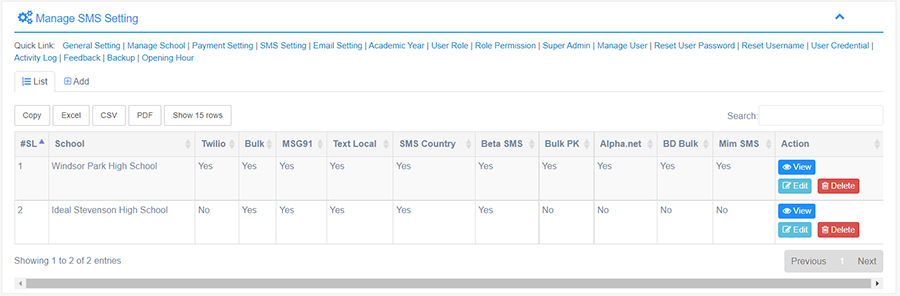 Manage SMS Setting
Quick Link: General Setting | Manage School | Payment Setting | SMS Setting | Email Setting | Academic Year | User Role | Role Permission | Super Admin | Manage User | Reset User Password | Reset Username | User Credential |
Activity Log | Feedback | Backup | Opening Hour
List Add
Copy Excel CSV PDF Show 15 rows Search:
#SL School Twilio Bulk MSG91 Text Local SMS Country Beta SMS Bulk PK Alpha.net BD Bulk Mim SMS Action
1 Windsor Park High School Yes Yes Yes Yes Yes Yes Yes Yes Yes Yes View
Edit Delete
2 Ideal Stevenson High School No Yes Yes Yes Yes Yes No No No No View
Edit Delete
Showing 1 to 2 of 2 entries Previous 1 Next